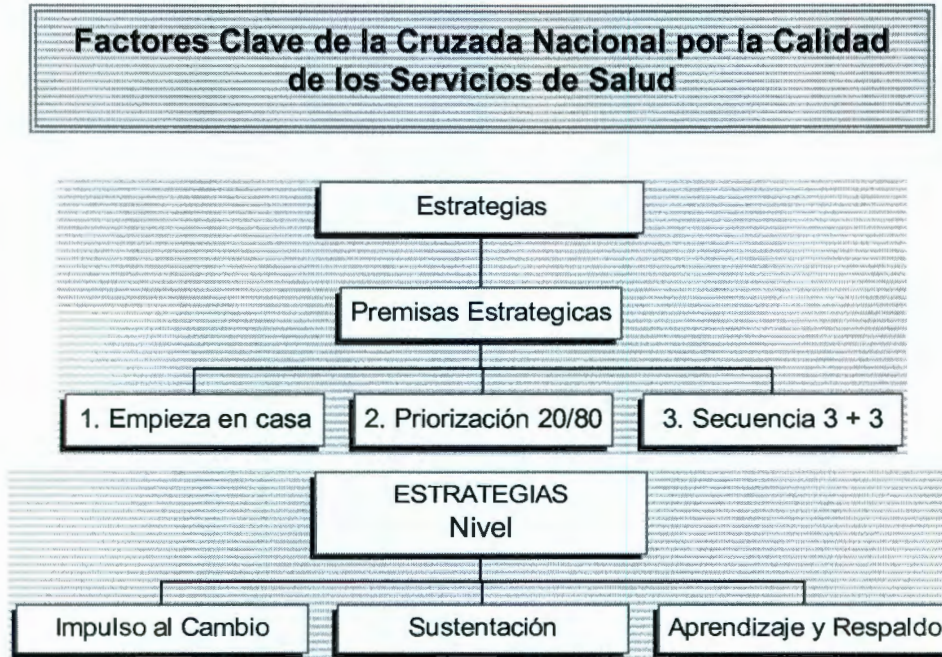 Factores Clave de la Cruzada Nacional por la Calidad
de los Servicios de Salud
Estrategias
Premisas Estrategicas
1. Empieza en casa
2. Priorización 20/80
3. Secuencia 3 + 3
ESTRATEGIAS
Nivel
Impulso al Cambio
Sustentación
Aprendizaje y Respaldo